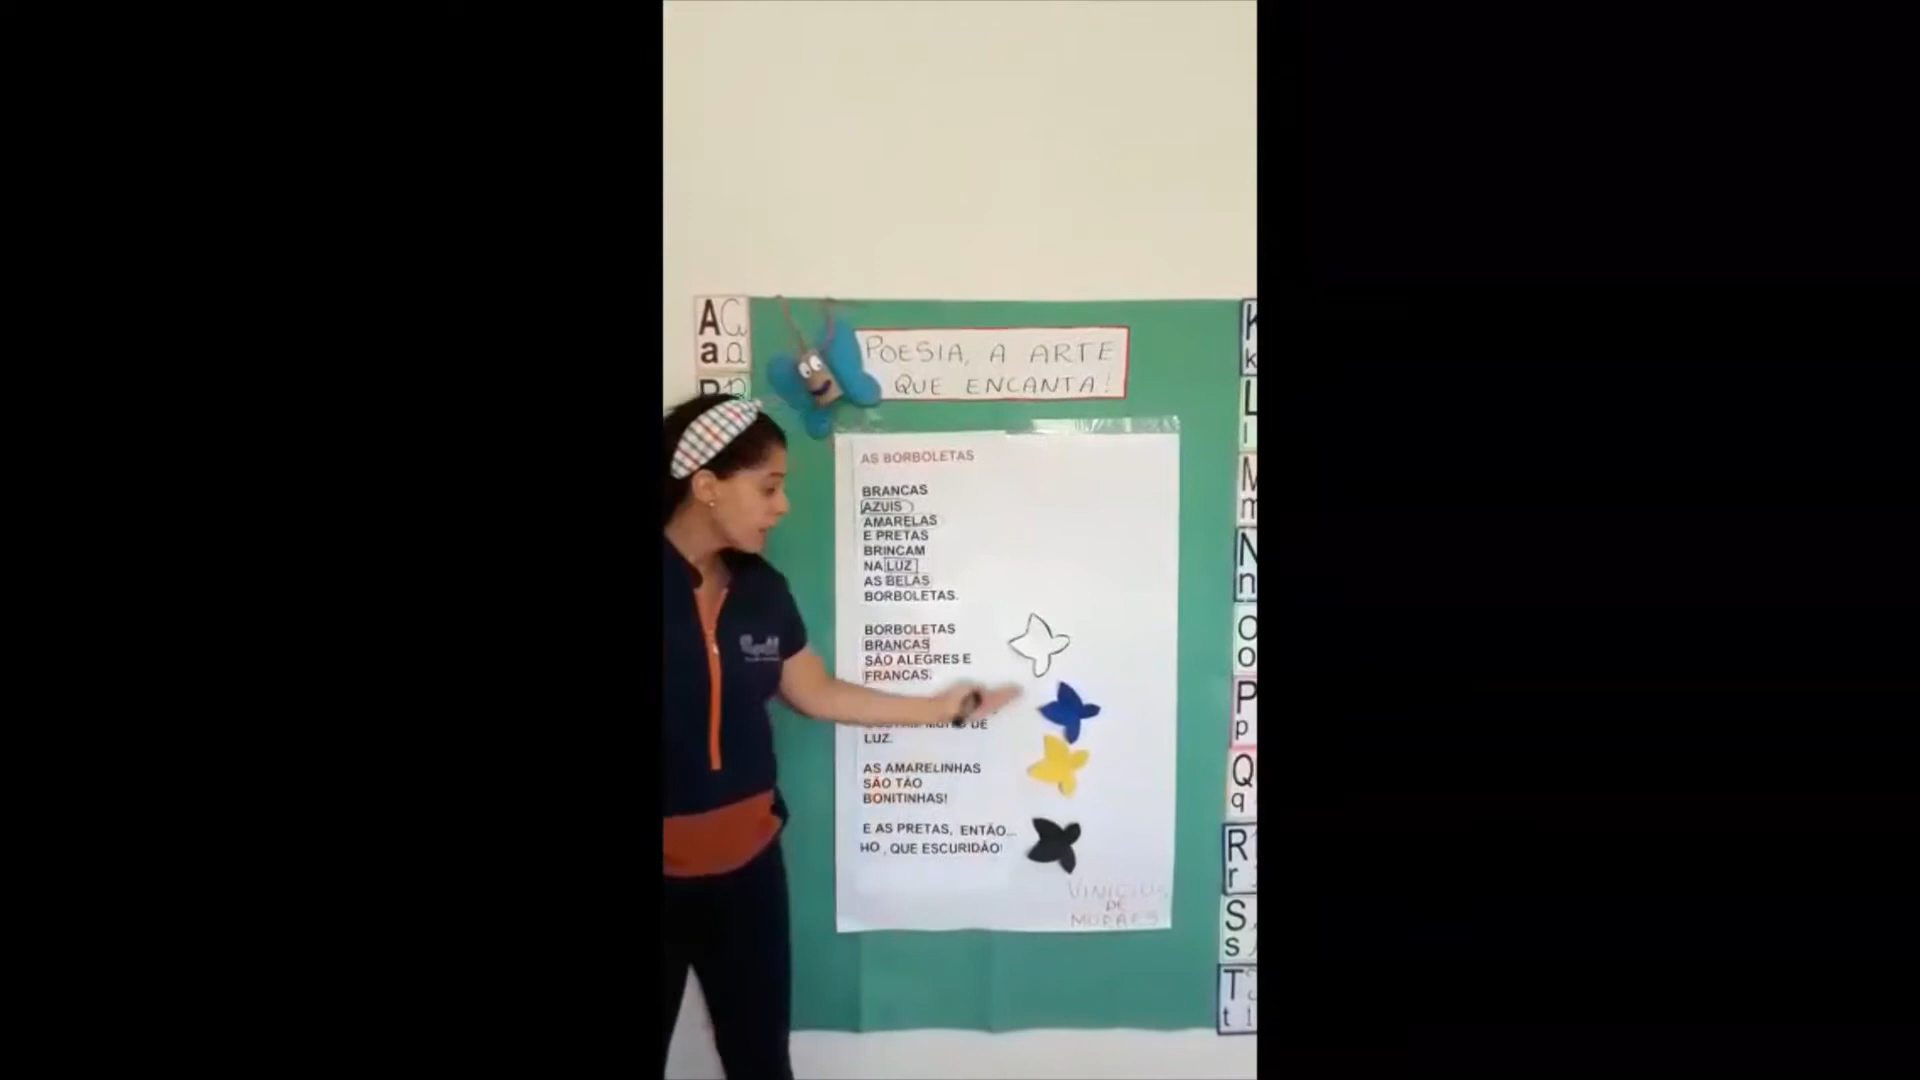 A
a
POESIA, A ARTE
QUE ENCANTA!
AS BORBOLETAS
BRANCAS
AZUIS
AMARELAS
E PRETAS
BRINCAM
NA LUZ
AS BELAS
BORBOLETAS.
BORBOLETAS
BRANCAS
SÃO ALEGRES E
FRANCAS.
DE
LUZ.
AS AMARELINHAS
SÃO TÃO
BONITINHAS!
E AS PRETAS, ENTÃO...
HO, QUE ESCURIDÃO!
VINICIUS
DE
MORAES
K
k
L
l
M
m
N
n
O
o
P
p
Q
q
R
r
S
s
T
t